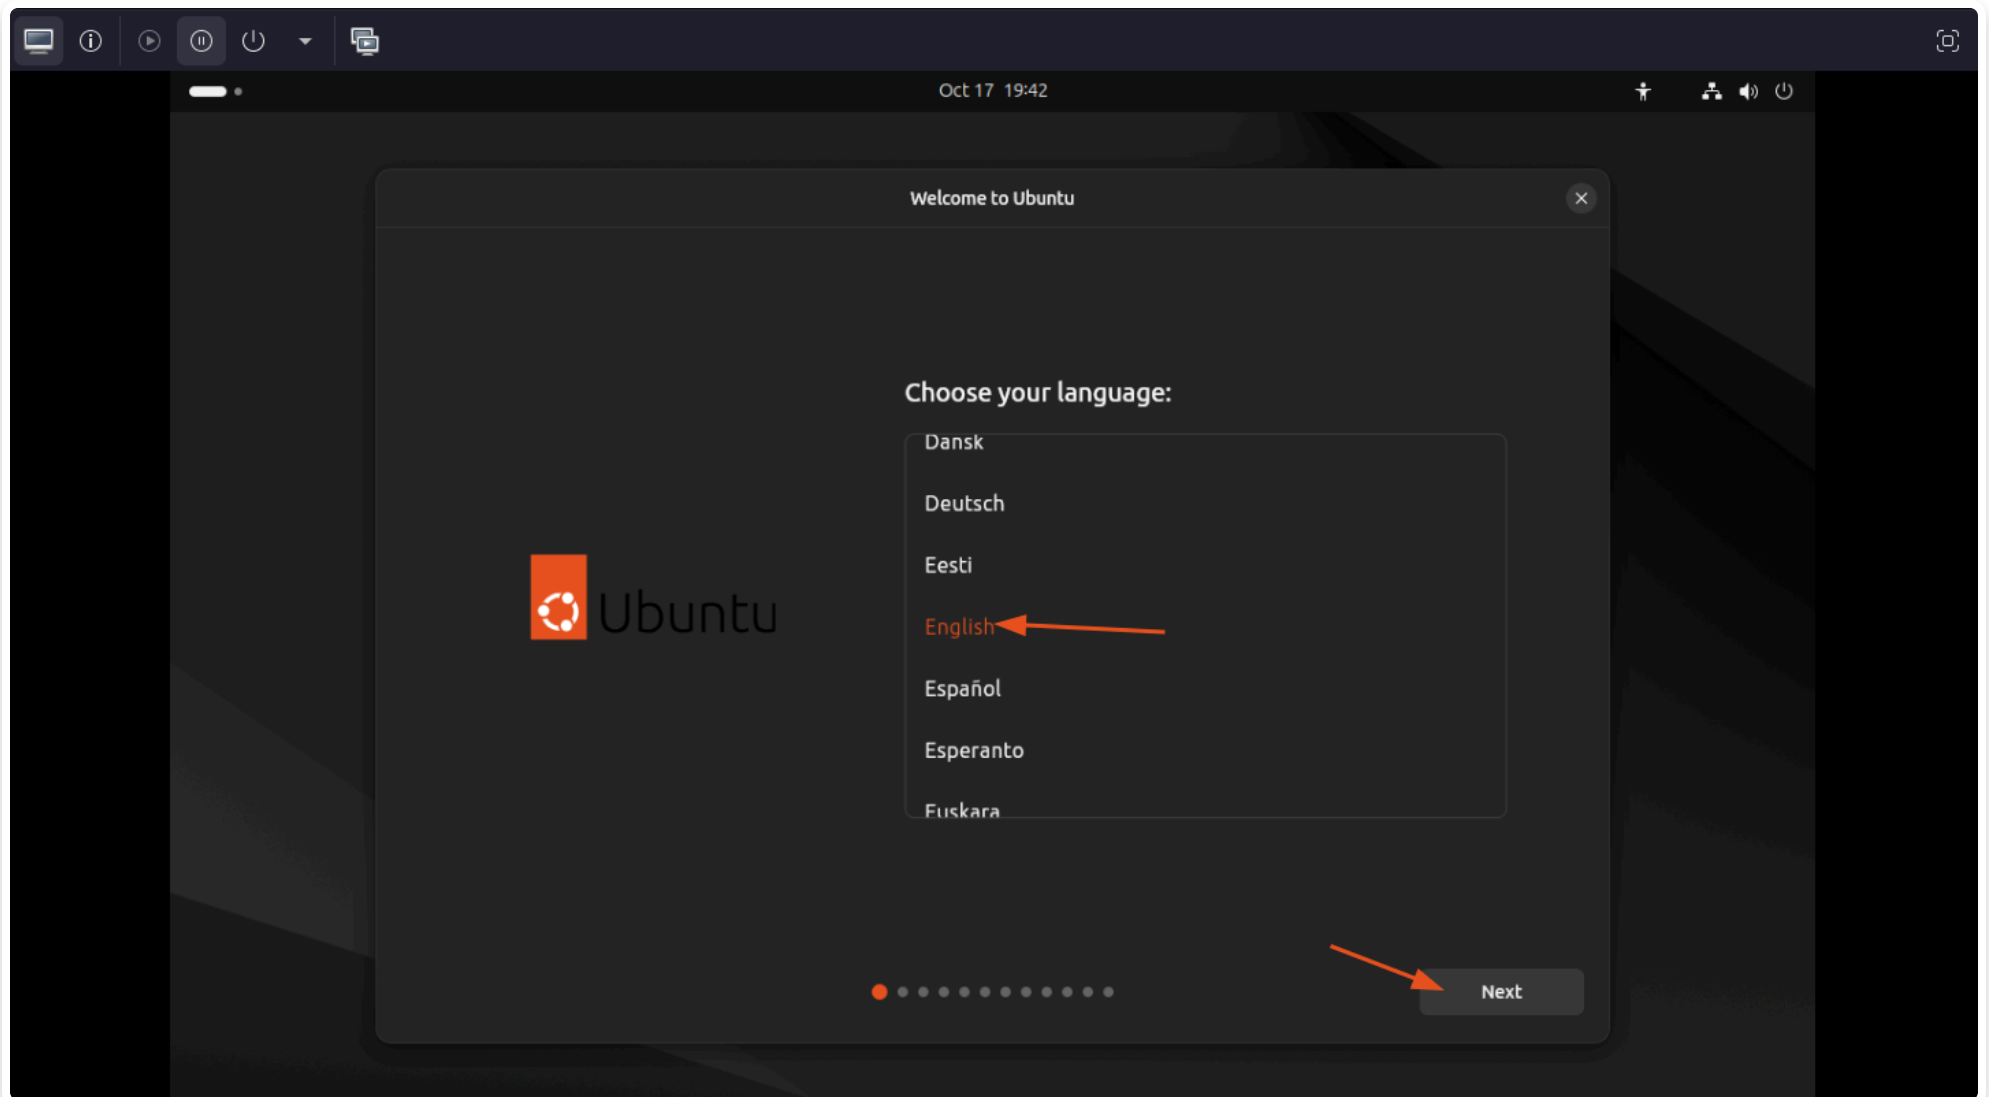 Oct 17 19:42
Welcome to Ubuntu
Choose your language:
Dansk
Deutsch
Eesti
English
Ubuntu
Español
Esperanto
Euskara
Next